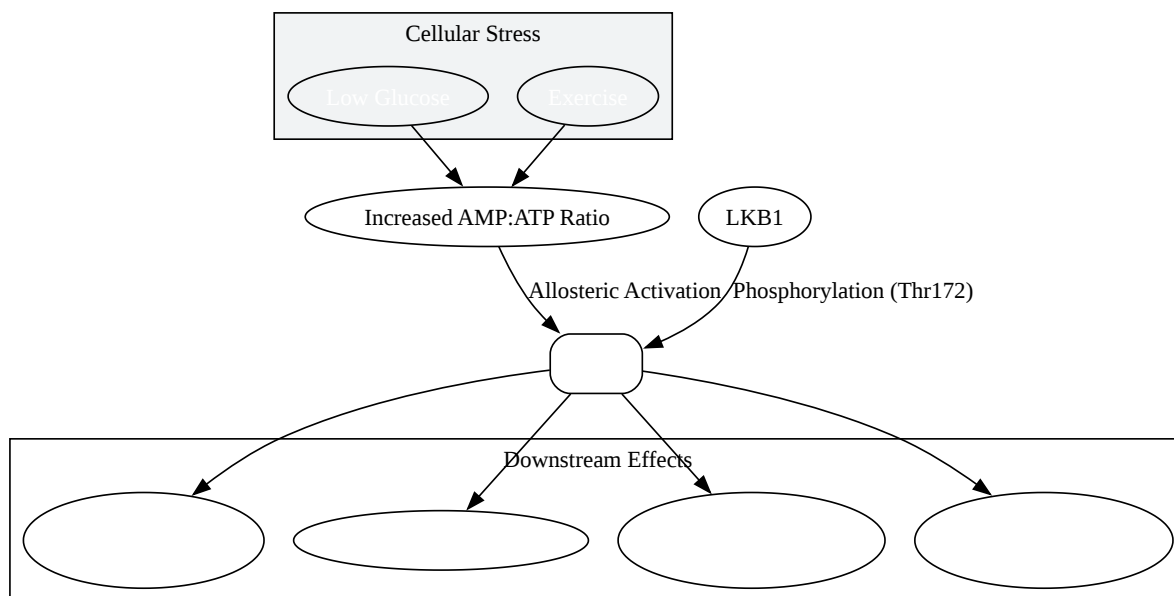 Cellular Stress
Low Glucose
Exercise
Increased AMP:ATP Ratio
LKB1
Allosteric Activation
Phosphorylation (Thr172)
Downstream Effects